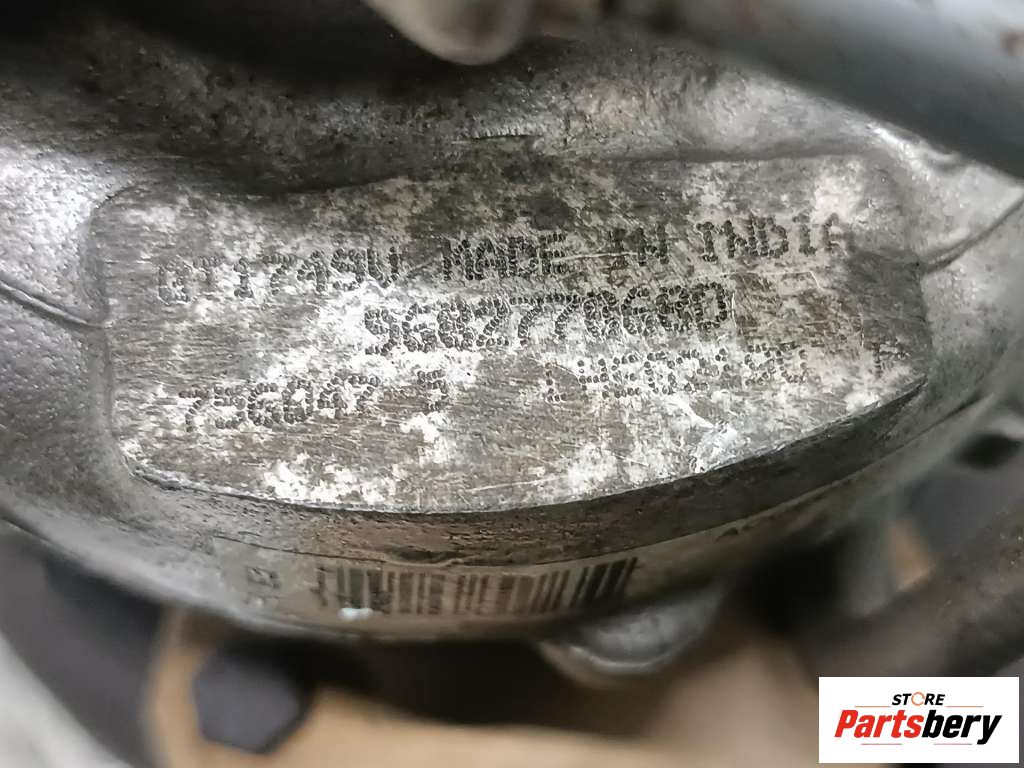 GT1749V MADE IN INDIA
9682778680
756047-5
STORE
Partsbery